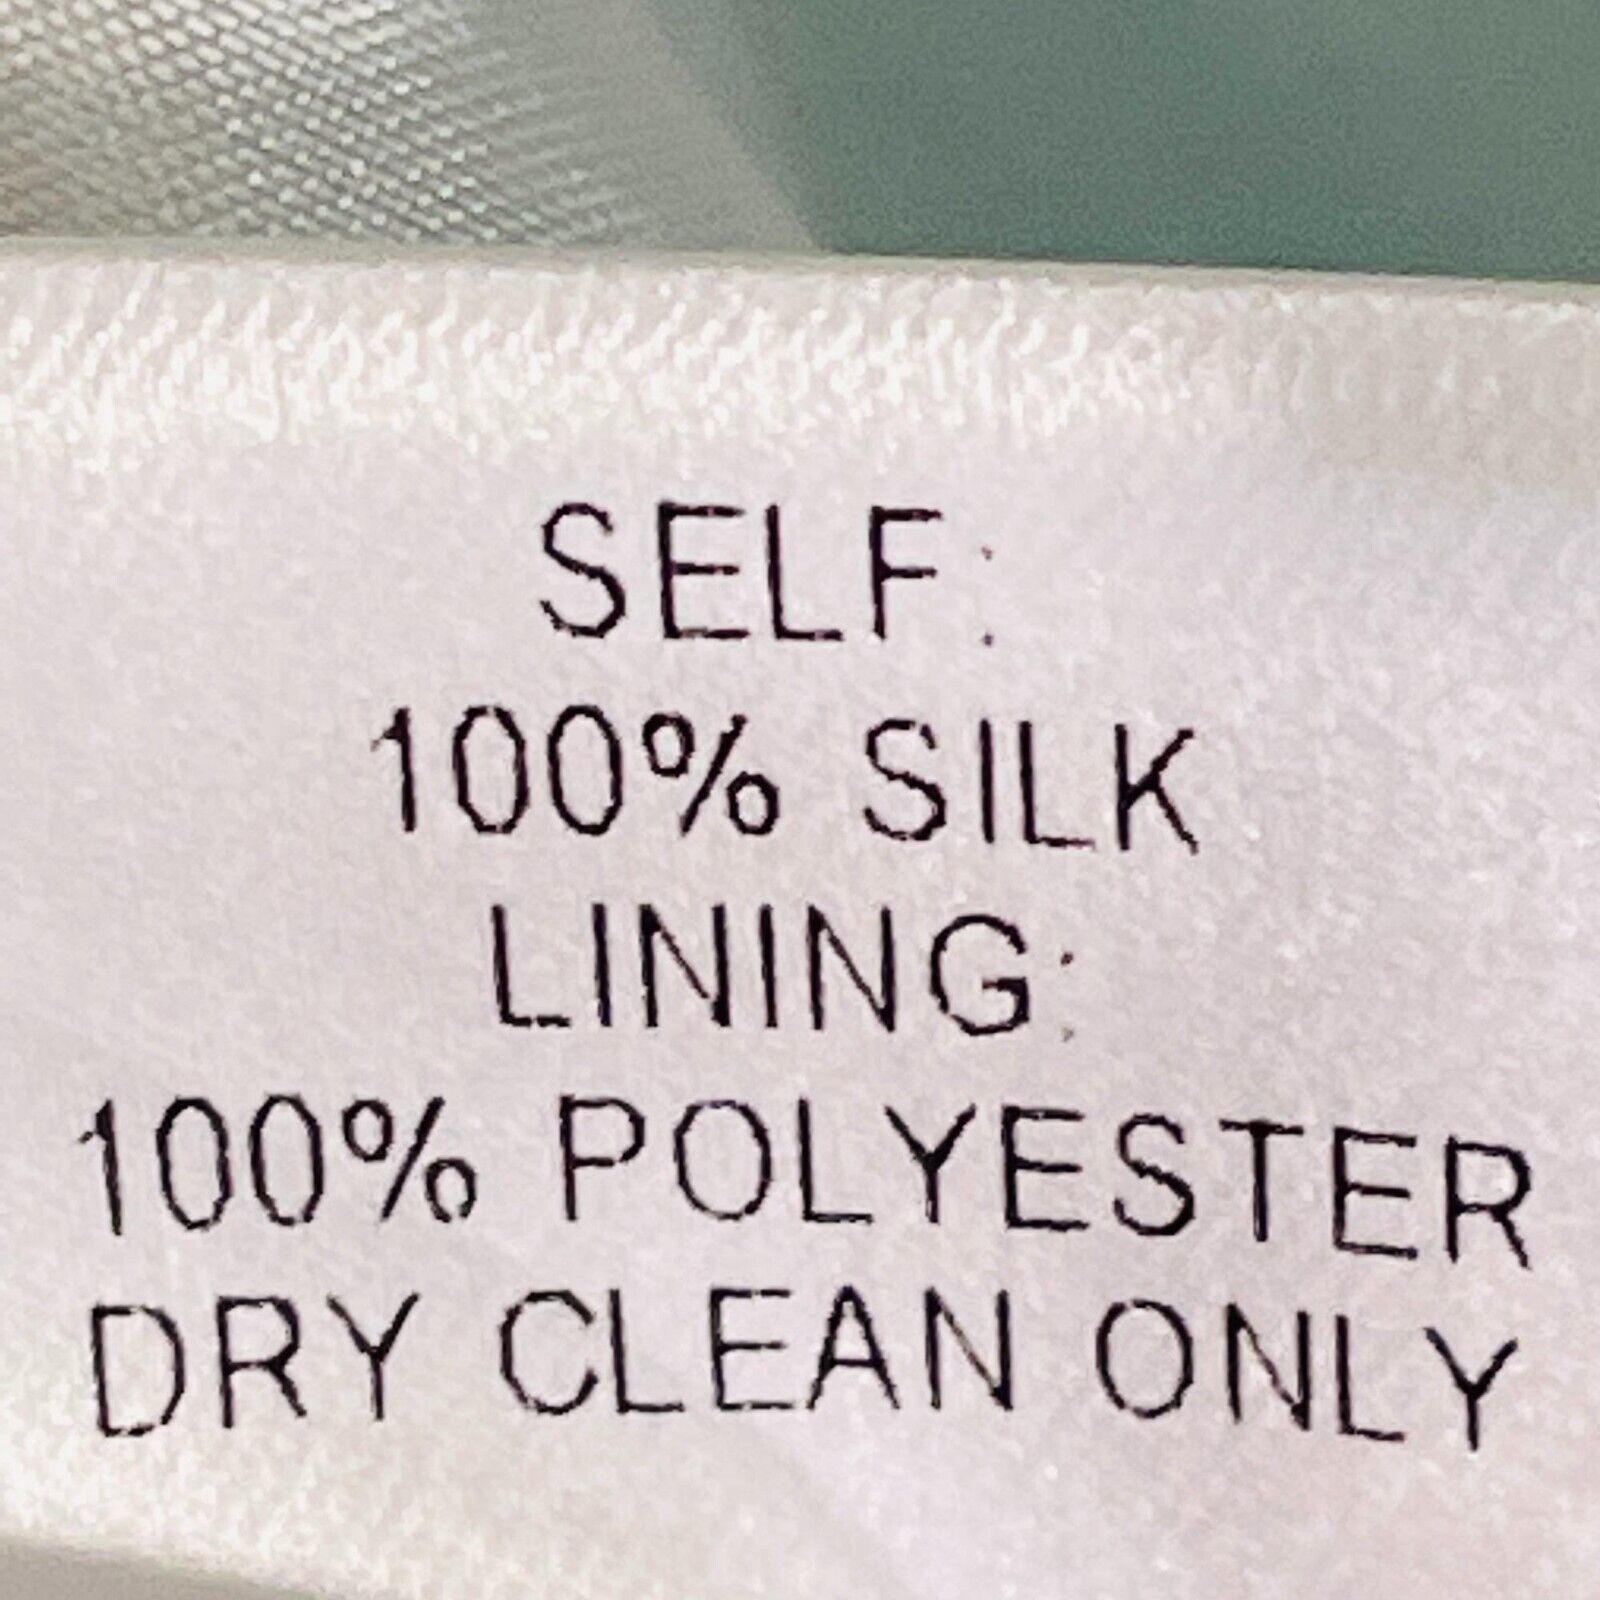 SELF:
100% SILK
LINING:
100% POLYESTER
DRY CLEAN ONLY